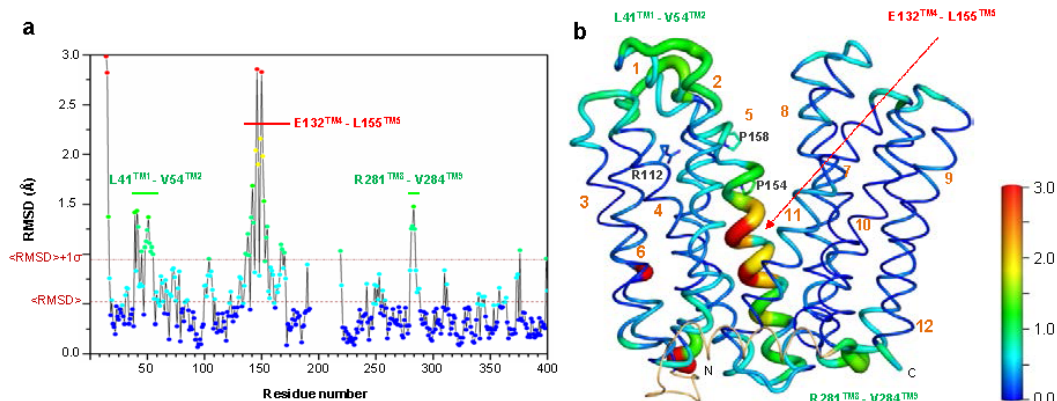 a
RMSD (Å)
3.0
2.5
2.0
1.5
1.0
0.5
0.0
<RMSD>+1σ
<RMSD>
L41TM1 - V54TM2
E132TM4 - L155TM5
R281TM8 - V284TM9
50
100
150
200
250
300
350
400
Residue number
b
L41TM1 - V54TM2
E132TM4 - L155TM5
1
2
3
4
5
6
7
8
9
10
11
12
P158
R112
P154
N
C
R281TM8 - V284TM9
3.0
2.0
1.0
0.0